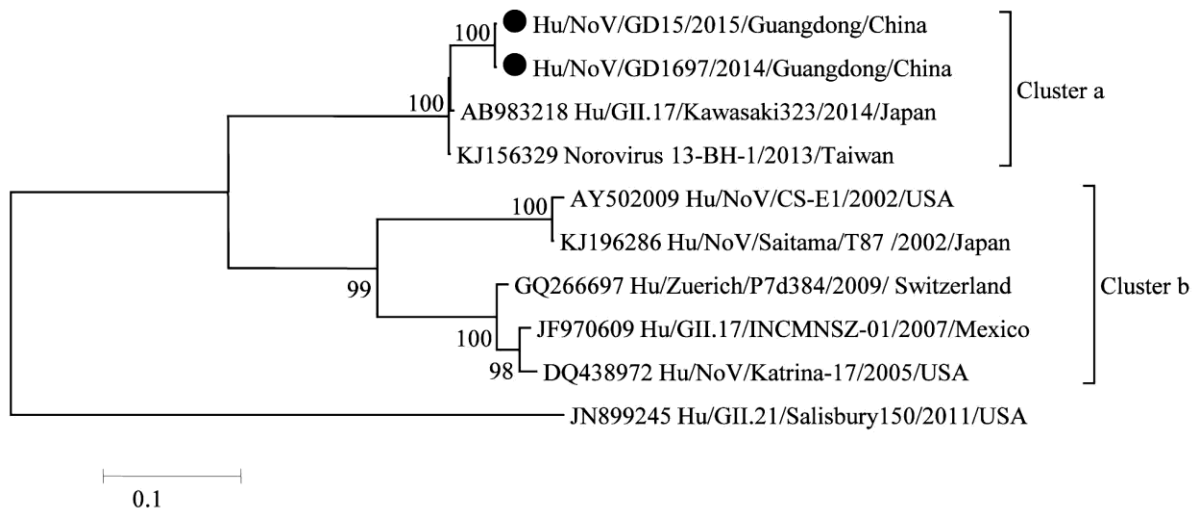 100
Hu/NoV/GD15/2015/Guangdong/China
Hu/NoV/GD1697/2014/Guangdong/China
Cluster a
100
AB983218 Hu/GII.17/Kawasaki323/2014/Japan
KJ156329 Norovirus 13-BH-1/2013/Taiwan
100
AY502009 Hu/NoV/CS-E1/2002/USA
KJ196286 Hu/NoV/Saitama/T87 /2002/Japan
99
GQ266697 Hu/Zuerich/P7d384/2009/ Switzerland
Cluster b
100
JF970609 Hu/GII.17/INCMNSZ-01/2007/Mexico
98
DQ438972 Hu/NoV/Katrina-17/2005/USA
JN899245 Hu/GII.21/Salisbury150/2011/USA
0.1